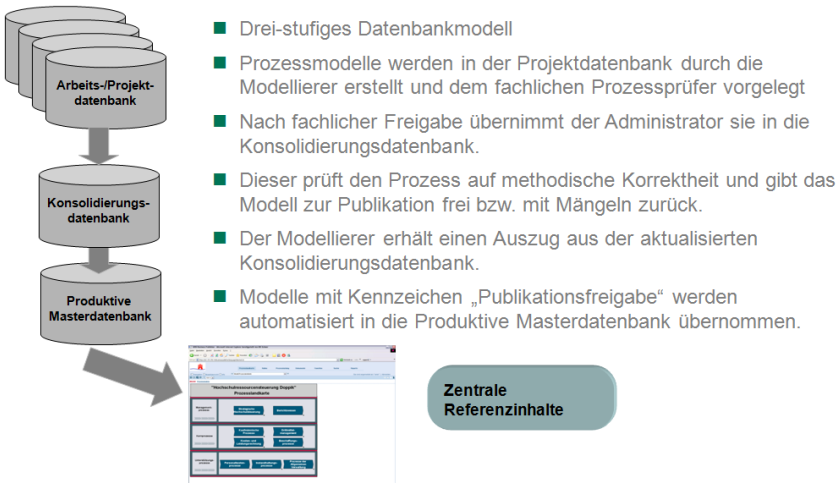 Arbeits-/Projekt-
datenbank
Konsolidierungs-
datenbank
Produktive
Masterdatenbank
Drei-stufiges Datenbankmodell
Prozessmodelle werden in der Projektdatenbank durch die
Modellierer erstellt und dem fachlichen Prozessprüfer vorgelegt
Nach fachlicher Freigabe übernimmt der Administrator sie in die
Konsolidierungsdatenbank.
Dieser prüft den Prozess auf methodische Korrektheit und gibt das
Modell zur Publikation frei bzw. mit Mängeln zurück.
Der Modellierer erhält einen Auszug aus der aktualisierten
Konsolidierungsdatenbank.
Modelle mit Kennzeichen „Publikationsfreigabe“ werden
automatisiert in die Produktive Masterdatenbank übernommen.
"Hochschulressourcensteuerung Doppik"
Prozesslandkarte
Zentrale
Referenzinhalte